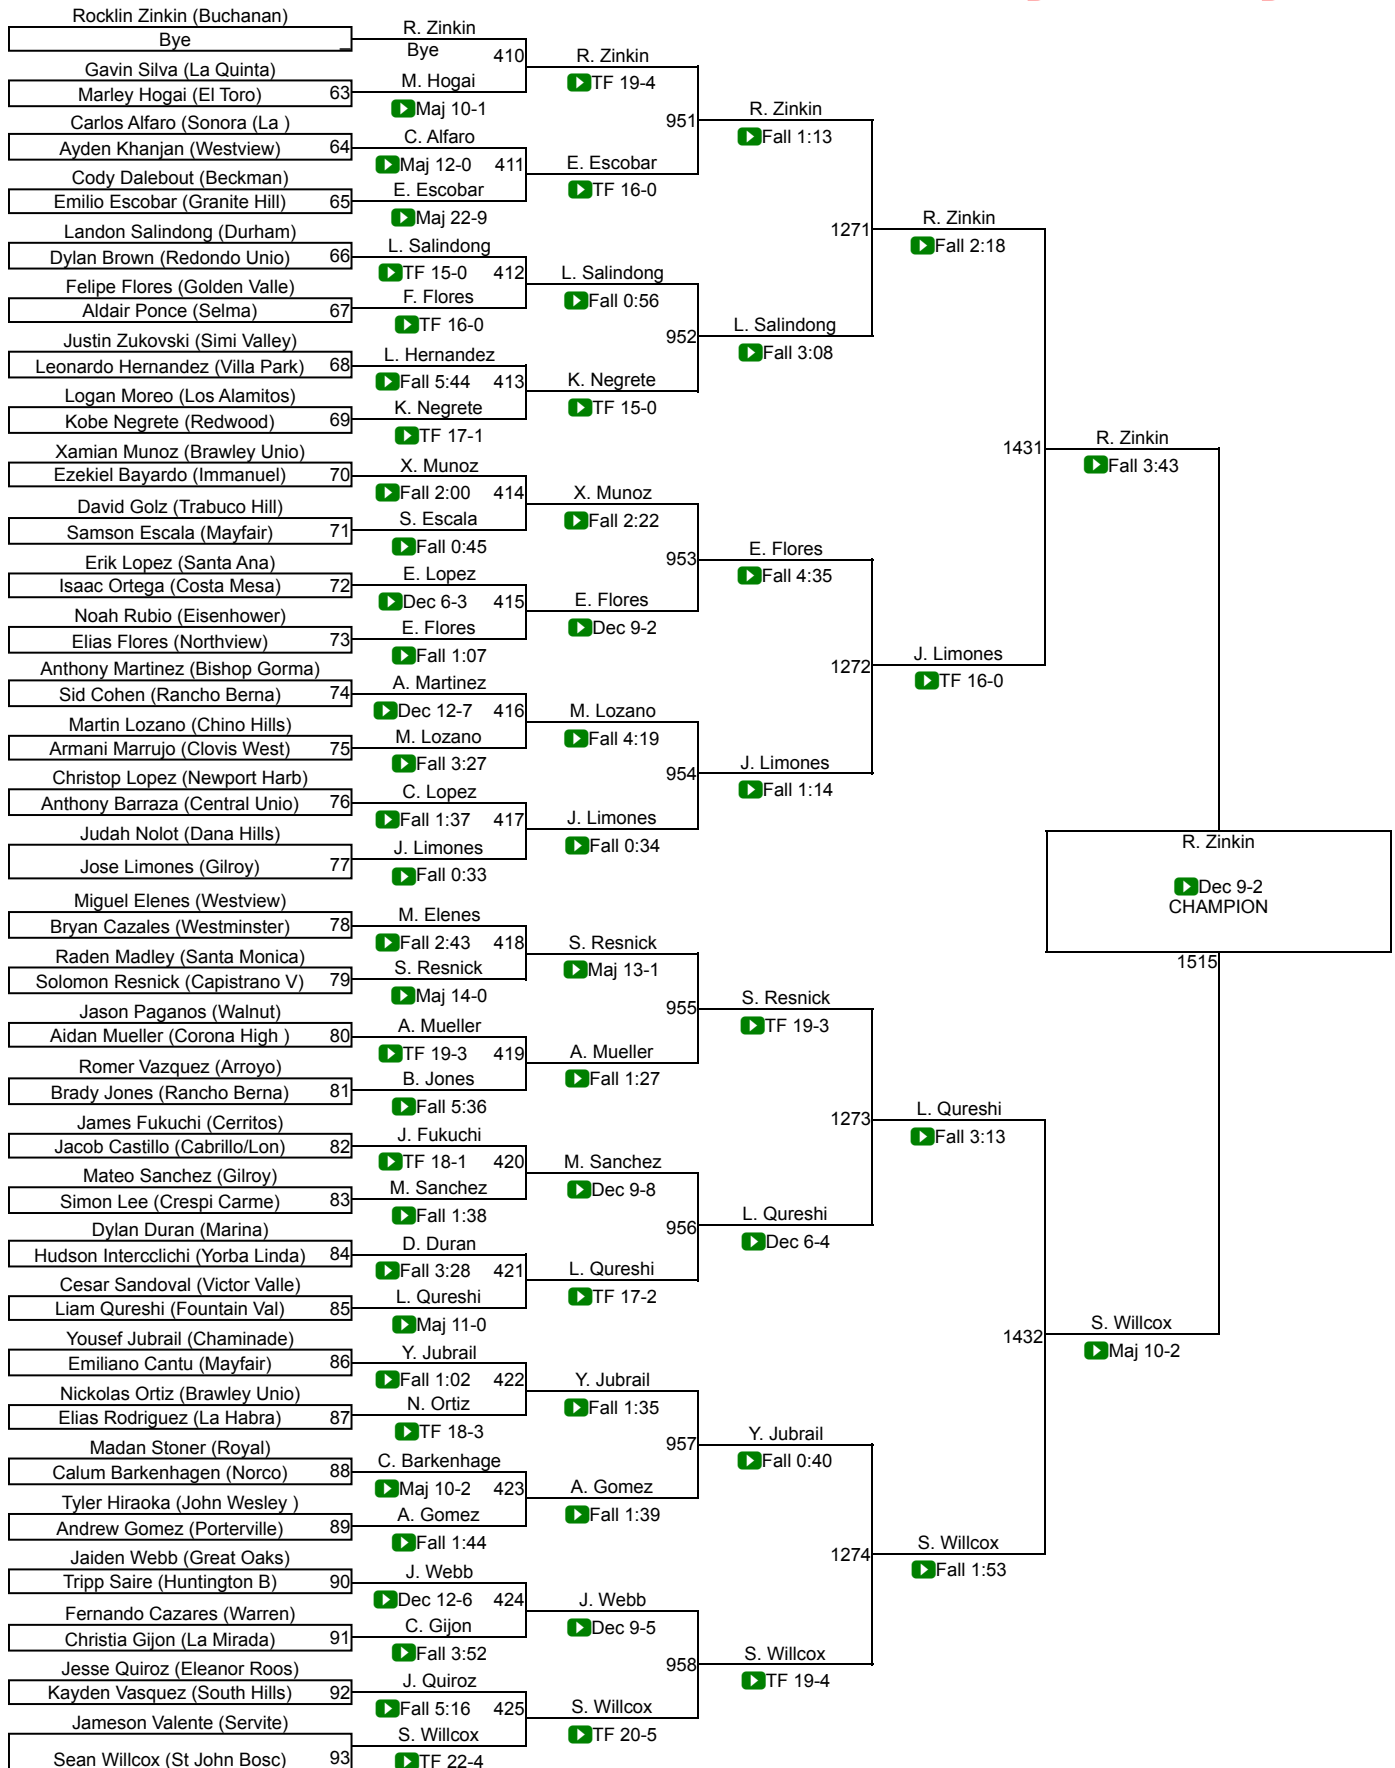 Rocklin Zinkin (Buchanan)
Bye
Gavin Silva (La Quinta)
Marley Hogai (El Toro) 63
Carlos Alfaro (Sonora (La )
Ayden Khanjan (Westview) 64
Cody Dalebout (Beckman)
Emilio Escobar (Granite Hill) 65
Landon Salindong (Durham)
Dylan Brown (Redondo Unio) 66
Felipe Flores (Golden Valle)
Aldair Ponce (Selma) 67
Justin Zukovski (Simi Valley)
Leonardo Hernandez (Villa Park) 68
Logan Moreo (Los Alamitos)
Kobe Negrete (Redwood) 69
Xamian Munoz (Brawley Unio)
Ezekiel Bayardo (Immanuel) 70
David Golz (Trabuco Hill)
Samson Escala (Mayfair) 71
Erik Lopez (Santa Ana)
Isaac Ortega (Costa Mesa) 72
Noah Rubio (Eisenhower)
Elias Flores (Northview) 73
Anthony Martinez (Bishop Gorma)
Sid Cohen (Rancho Berna) 74
Martin Lozano (Chino Hills)
Armani Marrujo (Clovis West) 75
Christop Lopez (Newport Harb)
Anthony Barraza (Central Unio) 76
Judah Nolot (Dana Hills)
Jose Limones (Gilroy) 77
Miguel Elenes (Westview)
Bryan Cazales (Westminster) 78
Raden Madley (Santa Monica)
Solomon Resnick (Capistrano V) 79
Jason Paganos (Walnut)
Aidan Mueller (Corona High ) 80
Romer Vazquez (Arroyo)
Brady Jones (Rancho Berna) 81
James Fukuchi (Cerritos)
Jacob Castillo (Cabrillo/Lon) 82
Mateo Sanchez (Gilroy)
Simon Lee (Crespi Carme) 83
Dylan Duran (Marina)
Hudson Intercclichi (Yorba Linda) 84
Cesar Sandoval (Victor Valle)
Liam Qureshi (Fountain Val) 85
Yousef Jubrail (Chaminade)
Emiliano Cantu (Mayfair) 86
Nickolas Ortiz (Brawley Unio)
Elias Rodriguez (La Habra) 87
Madan Stoner (Royal)
Calum Barkenhagen (Norco) 88
Tyler Hiraoka (John Wesley )
Andrew Gomez (Porterville) 89
Jaiden Webb (Great Oaks)
Tripp Saire (Huntington B) 90
Fernando Cazares (Warren)
Christia Gijon (La Mirada) 91
Jesse Quiroz (Eleanor Roos)
Kayden Vasquez (South Hills) 92
Jameson Valente (Servite)
Sean Willcox (St John Bosc) 93
R. Zinkin
Bye 410
M. Hogai
Maj 10-1
C. Alfaro
Maj 12-0 411
E. Escobar
Maj 22-9
L. Salindong
TF 15-0 412
F. Flores
TF 16-0
L. Hernandez
Fall 5:44 413
K. Negrete
TF 17-1
X. Munoz
Fall 2:00 414
S. Escala
Fall 0:45
E. Lopez
Dec 6-3 415
E. Flores
Fall 1:07
A. Martinez
Dec 12-7 416
M. Lozano
Fall 3:27
C. Lopez
Fall 1:37 417
J. Limones
Fall 0:33
M. Elenes
Fall 2:43 418
S. Resnick
Maj 14-0
A. Mueller
TF 19-3 419
B. Jones
Fall 5:36
J. Fukuchi
TF 18-1 420
M. Sanchez
Fall 1:38
D. Duran
Fall 3:28 421
L. Qureshi
Maj 11-0
Y. Jubrail
Fall 1:02 422
N. Ortiz
TF 18-3
C. Barkenhage
Maj 10-2 423
A. Gomez
Fall 1:44
J. Webb
Dec 12-6 424
C. Gijon
Fall 3:52
J. Quiroz
Fall 5:16 425
S. Willcox
TF 22-4
R. Zinkin
TF 19-4
951
E. Escobar
TF 16-0
L. Salindong
Fall 0:56
952
K. Negrete
TF 15-0
X. Munoz
Fall 2:22
953
E. Flores
Dec 9-2
M. Lozano
Fall 4:19
954
J. Limones
Fall 0:34
S. Resnick
Maj 13-1
955
A. Mueller
Fall 1:27
M. Sanchez
Dec 9-8
956
L. Qureshi
TF 17-2
Y. Jubrail
Fall 1:35
957
A. Gomez
Fall 1:39
J. Webb
Dec 9-5
958
S. Willcox
TF 20-5
R. Zinkin
Fall 1:13
1271
L. Salindong
Fall 3:08
E. Flores
Fall 4:35
1272
J. Limones
Fall 1:14
S. Resnick
TF 19-3
1273
L. Qureshi
Dec 6-4
Y. Jubrail
Fall 0:40
1274
S. Willcox
TF 19-4
R. Zinkin
Fall 2:18
1431
J. Limones
TF 16-0
L. Qureshi
Fall 3:13
1432
S. Willcox
Fall 1:53
R. Zinkin
Fall 3:43
R. Zinkin
Dec 9-2
CHAMPION
1515
S. Willcox
Maj 10-2